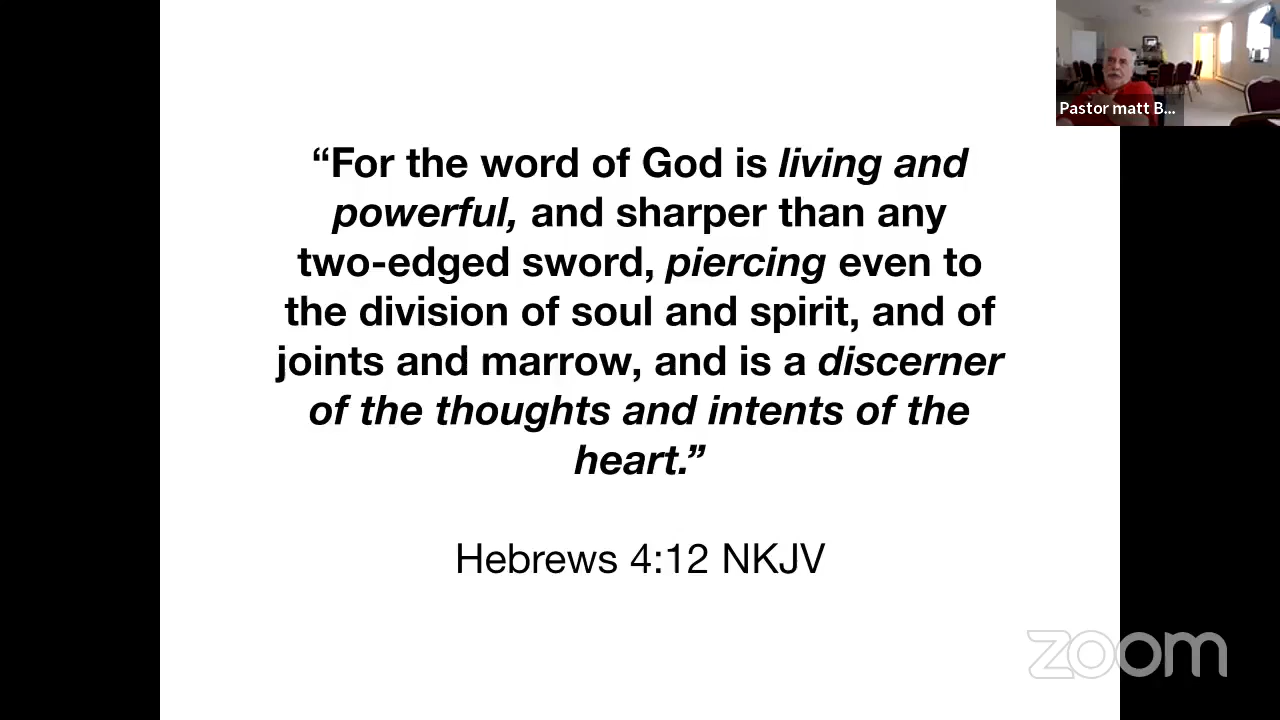 Pastor matt B...
“For the word of God is living and
powerful, and sharper than any
two-edged sword, piercing even to
the division of soul and spirit, and of
joints and marrow, and is a discerner
of the thoughts and intents of the
heart.”
Hebrews 4:12 NKJV
zoom